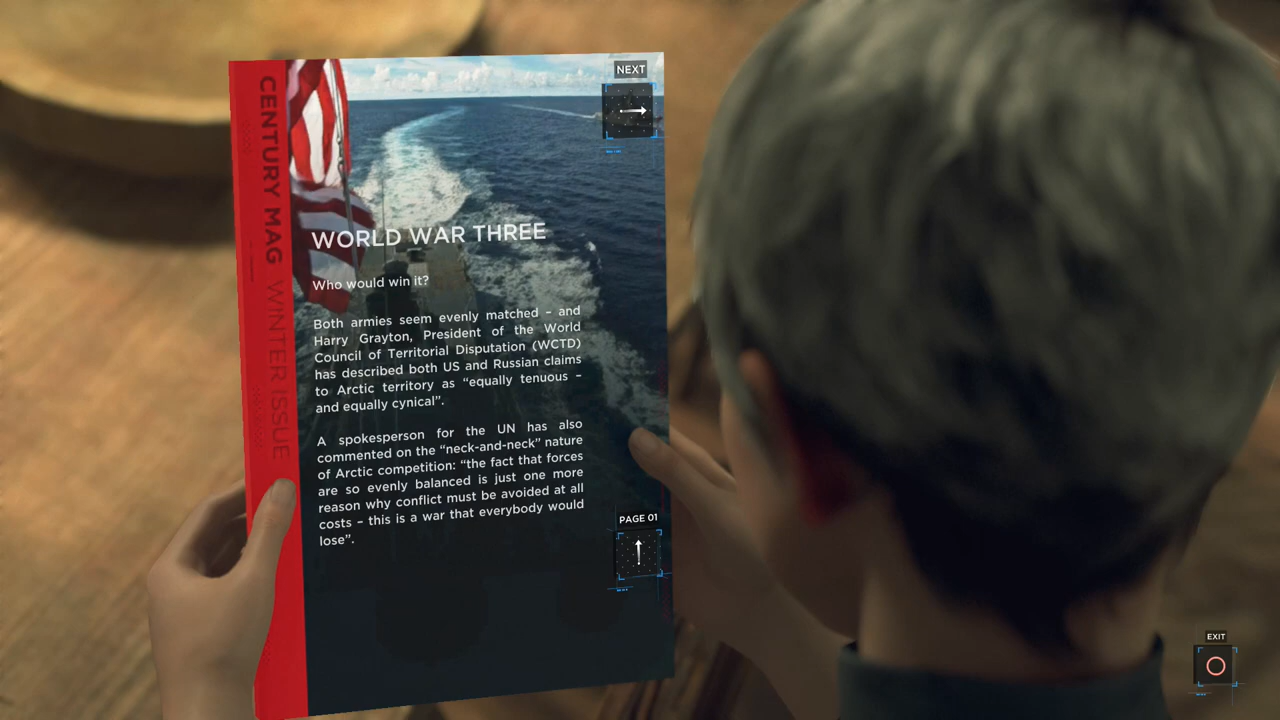 CENTURY MAG WINTER ISSUE
NEXT
WORLD WAR THREE
Who would win it?
Both armies seem evenly matched – and
Harry Grayton, President of the World
Council of Territorial Disputation (WCTD)
has described both US and Russian claims
to Arctic territory as “equally tenuous –
and equally cynical”.
A spokesperson for the UN has also
commented on the “neck-and-neck” nature
of Arctic competition: “the fact that forces
are so evenly balanced is just one more
reason why conflict must be avoided at all
costs – this is a war that everybody would
lose”.
PAGE 01
EXIT